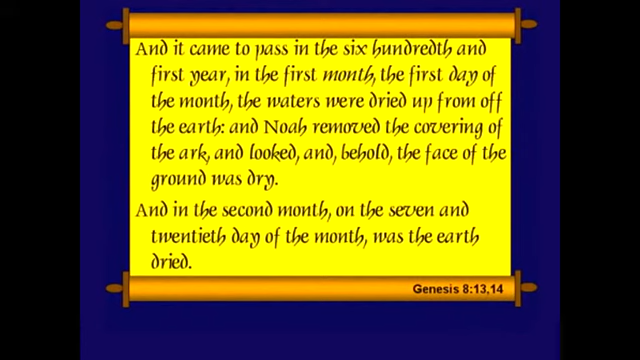 And it came to pass in the six hundredth and
first year, in the first month, the first day of
the month, the waters were dried up from off
the earth: and Noah removed the covering of
the ark, and looked, and, behold, the face of the
ground was dry.
And in the second month, on the seven and
twentieth day of the month, was the earth
dried.
Genesis 8:13,14